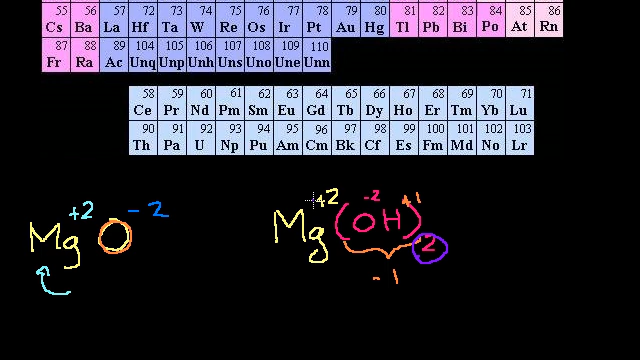 55 56 57 72 73 74 75 76 77 78 79 80 81 82 83 84 85 86
Cs Ba La Hf Ta W Re Os Ir Pt Au Hg Tl Pb Bi Po At Rn
87 88 89 104 105 106 107 108 109 110
Fr Ra Ac Unq Unp Unh Uns Uno Une Unn
58 59 60 61 62 63 64 65 66 67 68 69 70 71
Ce Pr Nd Pm Sm Eu Gd Tb Dy Ho Er Tm Yb Lu
90 91 92 93 94 95 96 97 98 99 100 101 102 103
Th Pa U Np Pu Am Cm Bk Cf Es Fm Md No Lr
+2 -2 +2 -2 +1
Mg O Mg (OH)2
-1